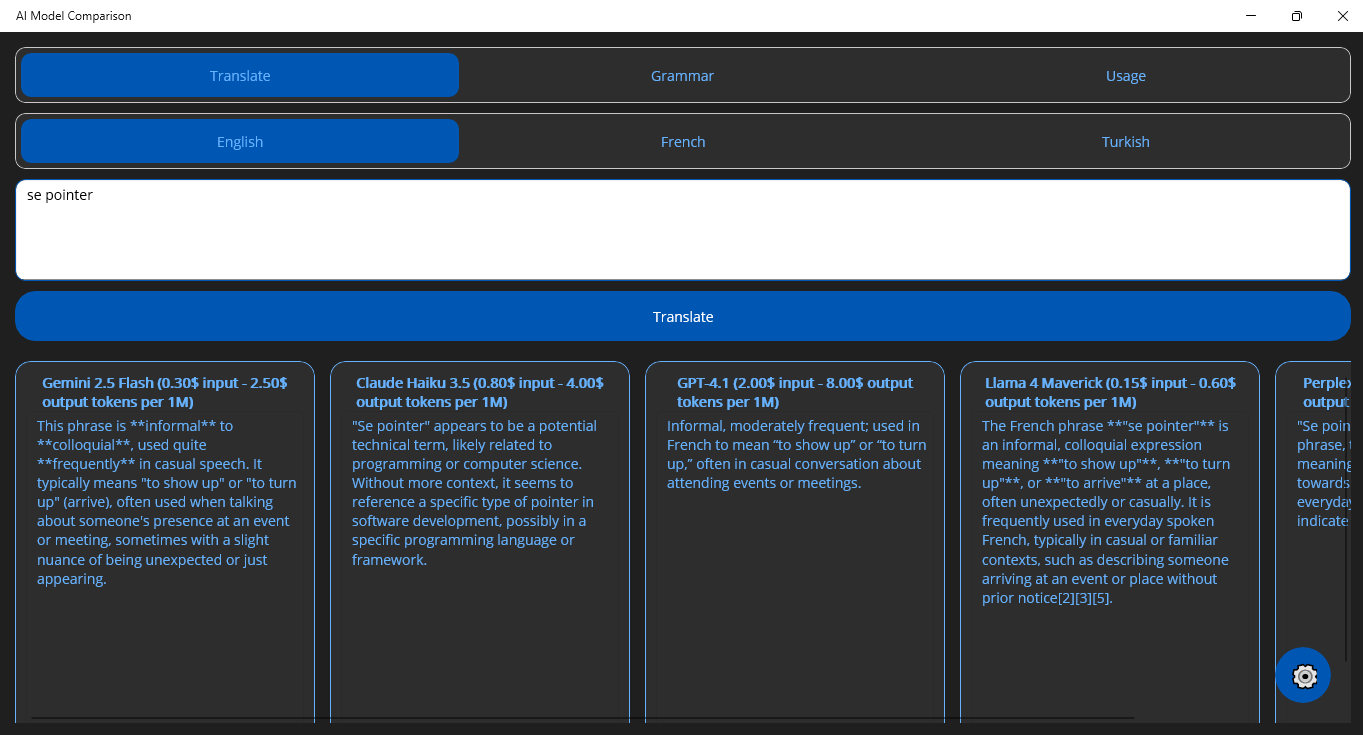 AI Model Comparison
Translate
Grammar
Usage
English
French
Turkish
se pointer
Translate
Gemini 2.5 Flash (0.30$ input - 2.50$
output tokens per 1M)
This phrase is **informal** to
**colloquial**, used quite
**frequently** in casual speech. It
typically means "to show up" or "to turn
up" (arrive), often used when talking
about someone's presence at an event
or meeting, sometimes with a slight
nuance of being unexpected or just
appearing.
Claude Haiku 3.5 (0.80$ input - 4.00$
output tokens per 1M)
"Se pointer" appears to be a potential
technical term, likely related to
programming or computer science.
Without more context, it seems to
reference a specific type of pointer in
software development, possibly in a
specific programming language or
framework.
GPT-4.1 (2.00$ input - 8.00$ output
tokens per 1M)
Informal, moderately frequent; used in
French to mean “to show up” or “to turn
up,” often in casual conversation about
attending events or meetings.
Llama 4 Maverick (0.15$ input - 0.60$
output tokens per 1M)
The French phrase **"se pointer"** is
an informal, colloquial expression
meaning **"to show up"**, **"to turn
up"**, or **"to arrive"** at a place,
often unexpectedly or casually. It is
frequently used in everyday spoken
French, typically in casual or familiar
contexts, such as describing someone
arriving at an event or place without
prior notice[2][3][5].
Perplex
output
"Se poin
phrase,
meaning
towards
everyday
indicate